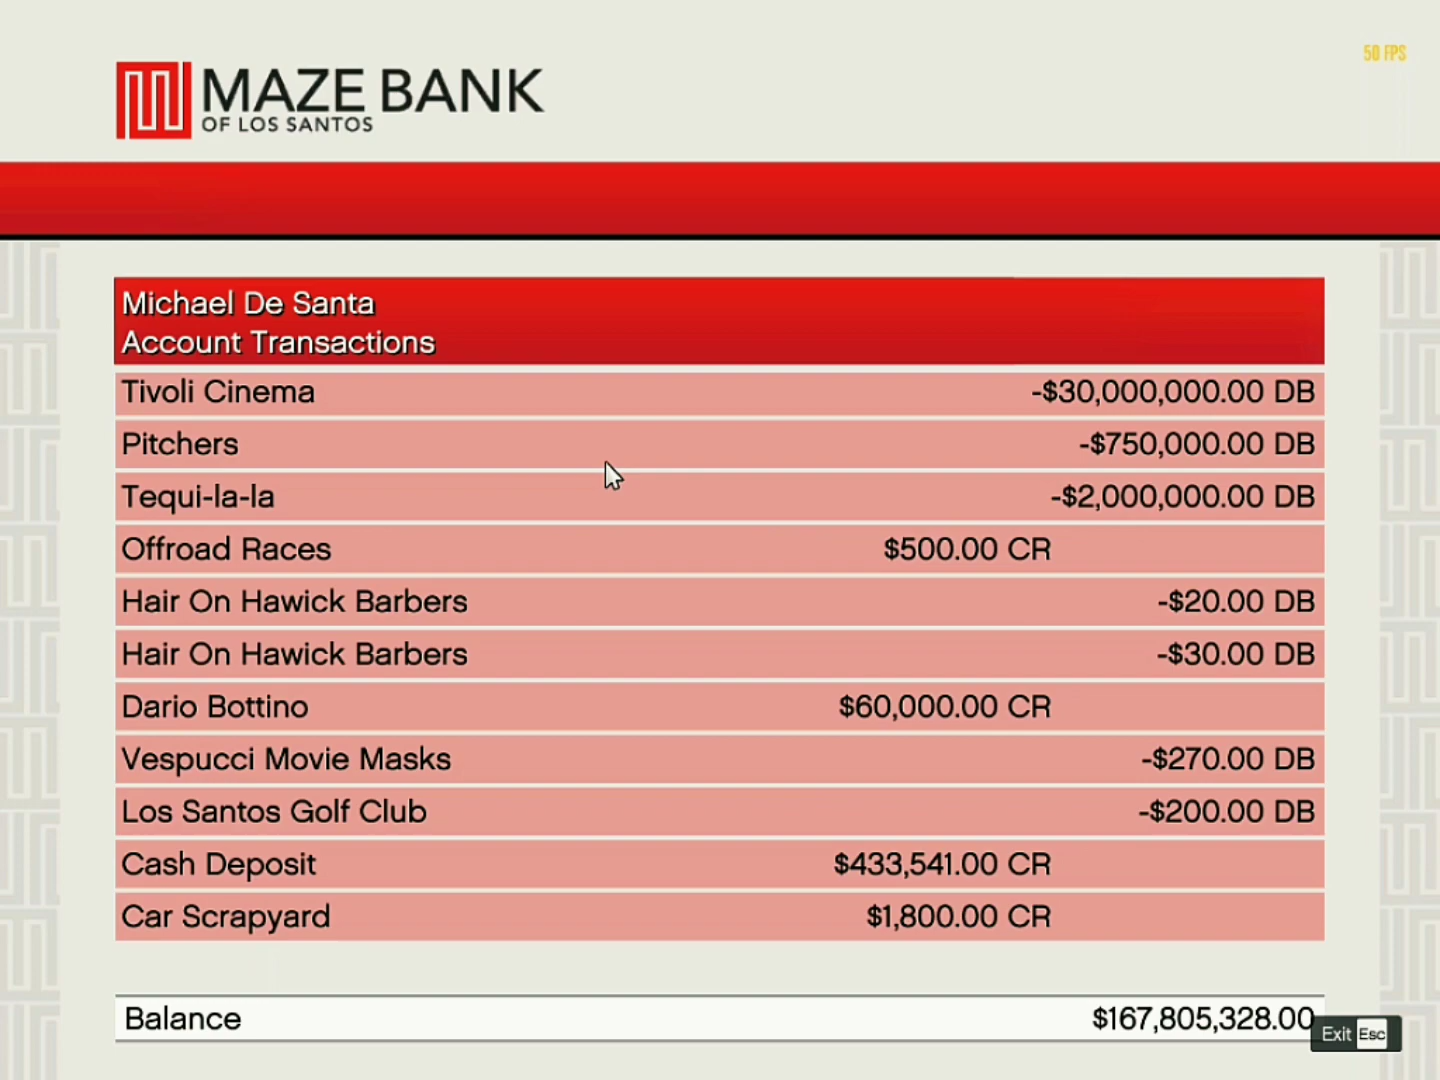 50 FPS
MAZE BANK
OF LOS SANTOS
Michael De Santa
Account Transactions
Tivoli Cinema -$30,000,000.00 DB
Pitchers -$750,000.00 DB
Tequi-la-la -$2,000,000.00 DB
Offroad Races $500.00 CR
Hair On Hawick Barbers -$20.00 DB
Hair On Hawick Barbers -$30.00 DB
Dario Bottino $60,000.00 CR
Vespucci Movie Masks -$270.00 DB
Los Santos Golf Club -$200.00 DB
Cash Deposit $433,541.00 CR
Car Scrapyard $1,800.00 CR
Balance $167,805,328.00
Exit Esc